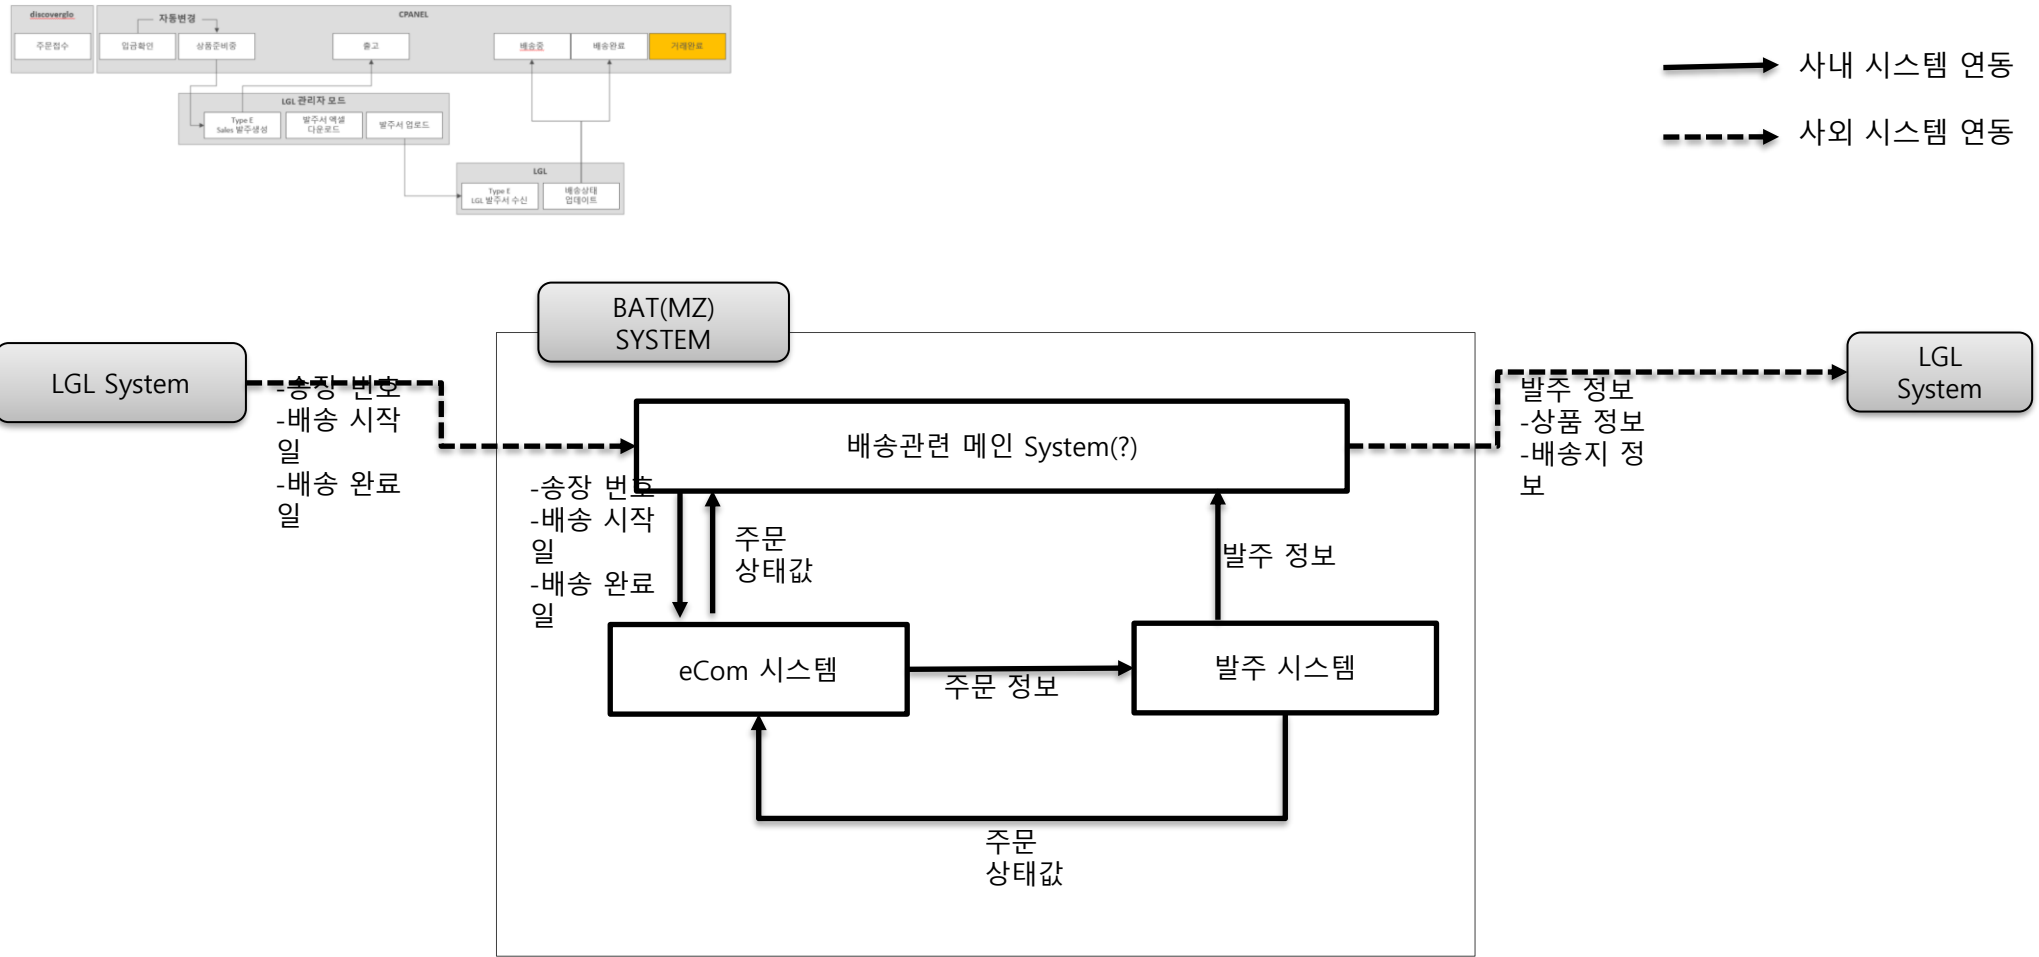 discoverglo
CPANEL
자동변경
주문접수
입금확인
상품준비중
출고
배송중
배송완료
거래완료
LGL 관리자 모드
Type E
Sales 발주생성
발주서 엑셀
다운로드
발주서 업로드
LGL
Type E
LGL 발주서 수신
배송상태
업데이트
사내 시스템 연동
사외 시스템 연동
BAT(MZ)
SYSTEM
LGL System
-송장 번호
-배송 시작
일
-배송 완료
일
배송관련 메인 System(?)
LGL
System
발주 정보
-상품 정보
-배송지 정
보
-송장 번호
-배송 시작
일
-배송 완료
일
주문
상태값
발주 정보
eCom 시스템
주문 정보
발주 시스템
주문
상태값